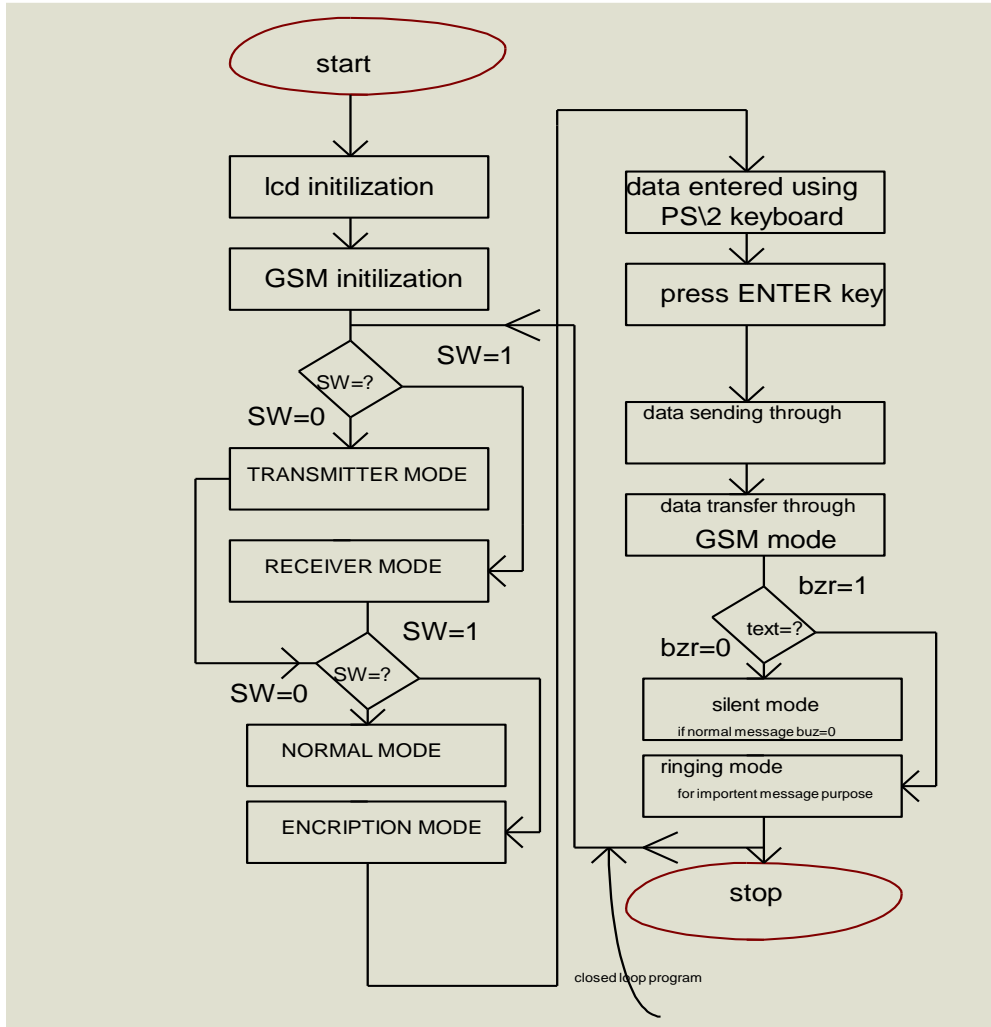 start
lcd initilization
GSM initilization
SW=1
SW=?
SW=0
TRANSMITTER MODE
RECEIVER MODE
SW=1
SW=?
SW=0
NORMAL MODE
ENCRIPTION MODE
data entered using
PS\2 keyboard
press ENTER key
data sending through
data transfer through
GSM mode
bzr=1
text=?
bzr=0
silent mode
if normal message buz=0
ringing mode
for importent message purpose
stop
closed loop program